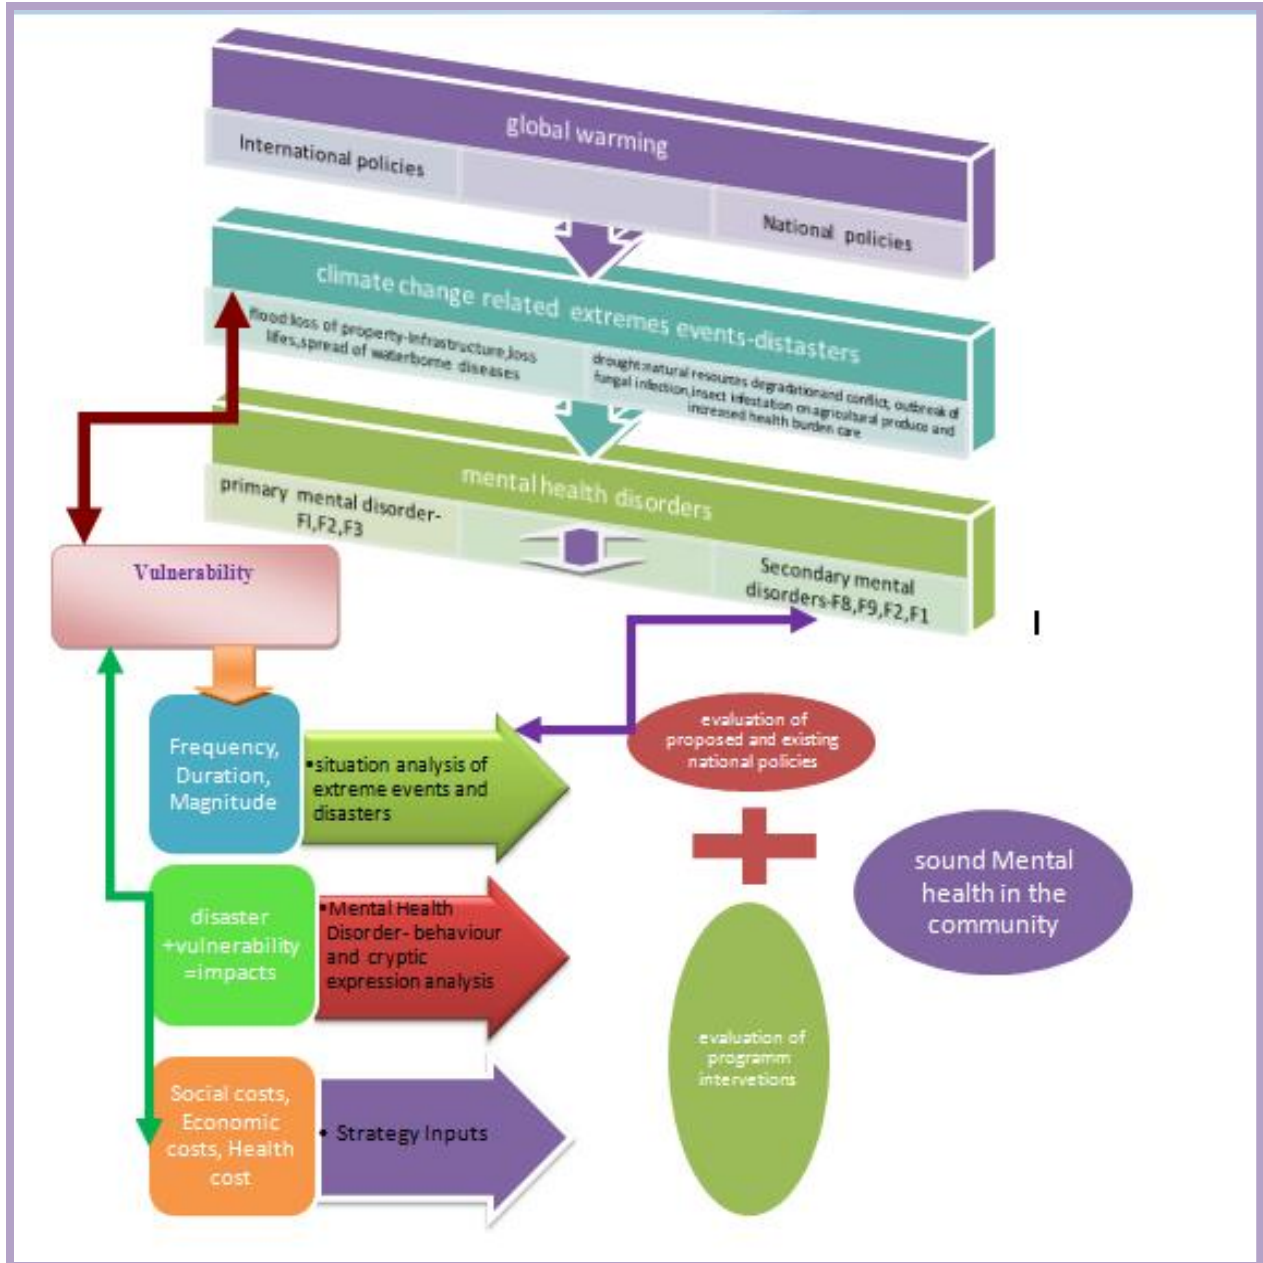 global warming
International policies
National policies
climate change related extremes events-distasters
flood:loss of property-Infrastructure,loss
lifes,spread of waterborne diseases
drought:natural resources degradationand conflict, outbreak of
fungal infection,insect infestation on agricultural produce and
increased health burden care
mental health disorders
primary mental disorder-
FI,F2,F3
Secondary mental
disorders-F8,F9,F2,F1
I
Vulnerability
Frequency,
Duration,
Magnitude
•situation analysis of
extreme events and
disasters
evaluation of
proposed and existing
national policies
disaster
+vulnerability
=impacts
•Mental Health
Disorder- behaviour
and cryptic
expression analysis
sound Mental
health in the
community
evaluation of
programm
intervetions
Social costs,
Economic
costs, Health
cost
• Strategy Inputs